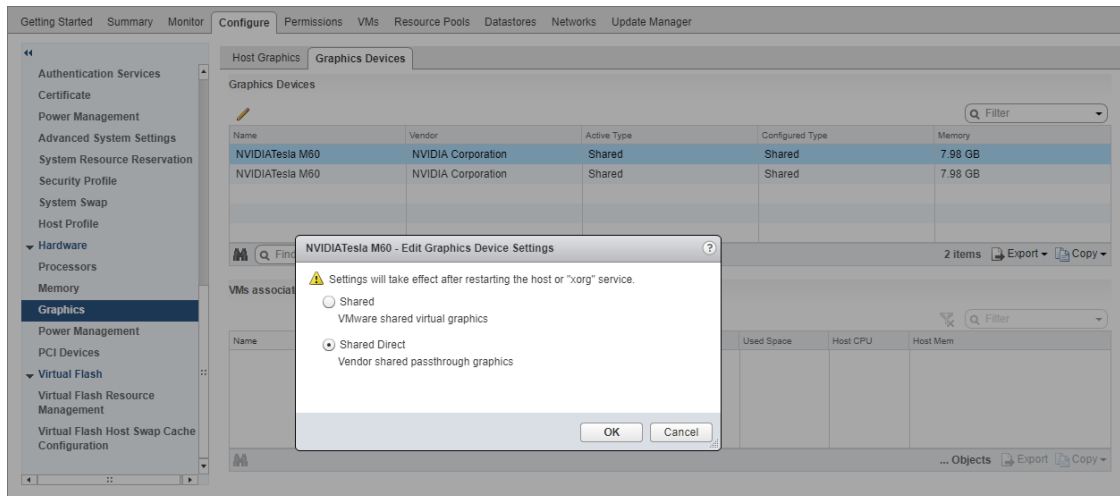 Getting Started Summary Monitor Configure Permissions VMs Resource Pools Datastores Networks Update Manager
Authentication Services
Certificate
Power Management
Advanced System Settings
System Resource Reservation
Security Profile
System Swap
Host Profile
Hardware
Processors
Memory
Graphics
Power Management
PCI Devices
Virtual Flash
Virtual Flash Resource
Management
Virtual Flash Host Swap Cache
Configuration
Host Graphics Graphics Devices
Graphics Devices
Filter
Name Vendor Active Type Configured Type Memory
NVIDIATesla M60 NVIDIA Corporation Shared Shared 7.98 GB
NVIDIATesla M60 NVIDIA Corporation Shared Shared 7.98 GB
2 items Export Copy
Filter
Name Used Space Host CPU Host Mem
... Objects Export Copy
NVIDIATesla M60 - Edit Graphics Device Settings ?
Settings will take effect after restarting the host or "xorg" service.
Shared
VMware shared virtual graphics
Shared Direct
Vendor shared passthrough graphics
OK Cancel